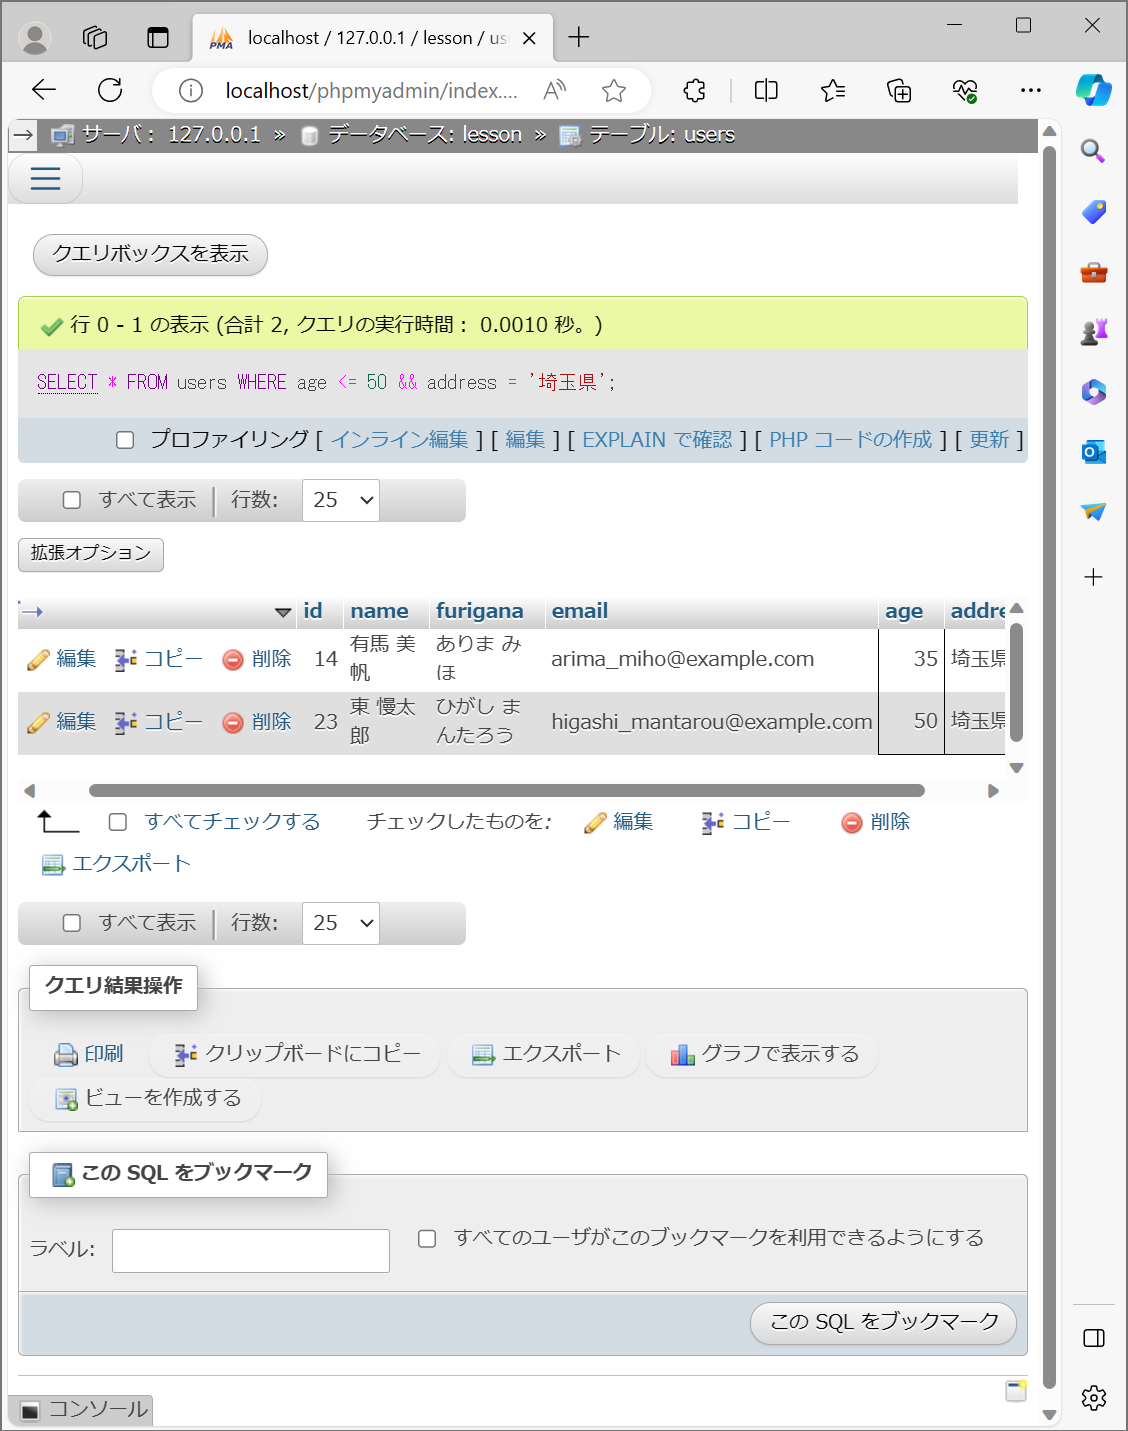 localhost / 127.0.0.1 / lesson / us
localhost/phpmyadmin/index....
サーバ: 127.0.0.1 » データベース: lesson » テーブル: users
クエリボックスを表示
行 0 - 1 の表示 (合計 2, クエリの実行時間: 0.0010 秒。)
SELECT * FROM users WHERE age <= 50 && address = '埼玉県';
プロファイリング [ インライン編集 ] [ 編集 ] [ EXPLAIN で確認 ] [ PHP コードの作成 ] [ 更新 ]
すべて表示 行数: 25
拡張オプション
id name furigana email age addre
編集 コピー 削除 14 有馬 美帆 ありま みほ arima_miho@example.com 35 埼玉県
編集 コピー 削除 23 東 慢太郎 ひがし まんたろう higashi_mantarou@example.com 50 埼玉県
すべてチェックする チェックしたものを: 編集 コピー 削除
エクスポート
すべて表示 行数: 25
クエリ結果操作
印刷 クリップボードにコピー エクスポート グラフで表示する
ビューを作成する
この SQL をブックマーク
ラベル: すべてのユーザがこのブックマークを利用できるようにする
この SQL をブックマーク
コンソール